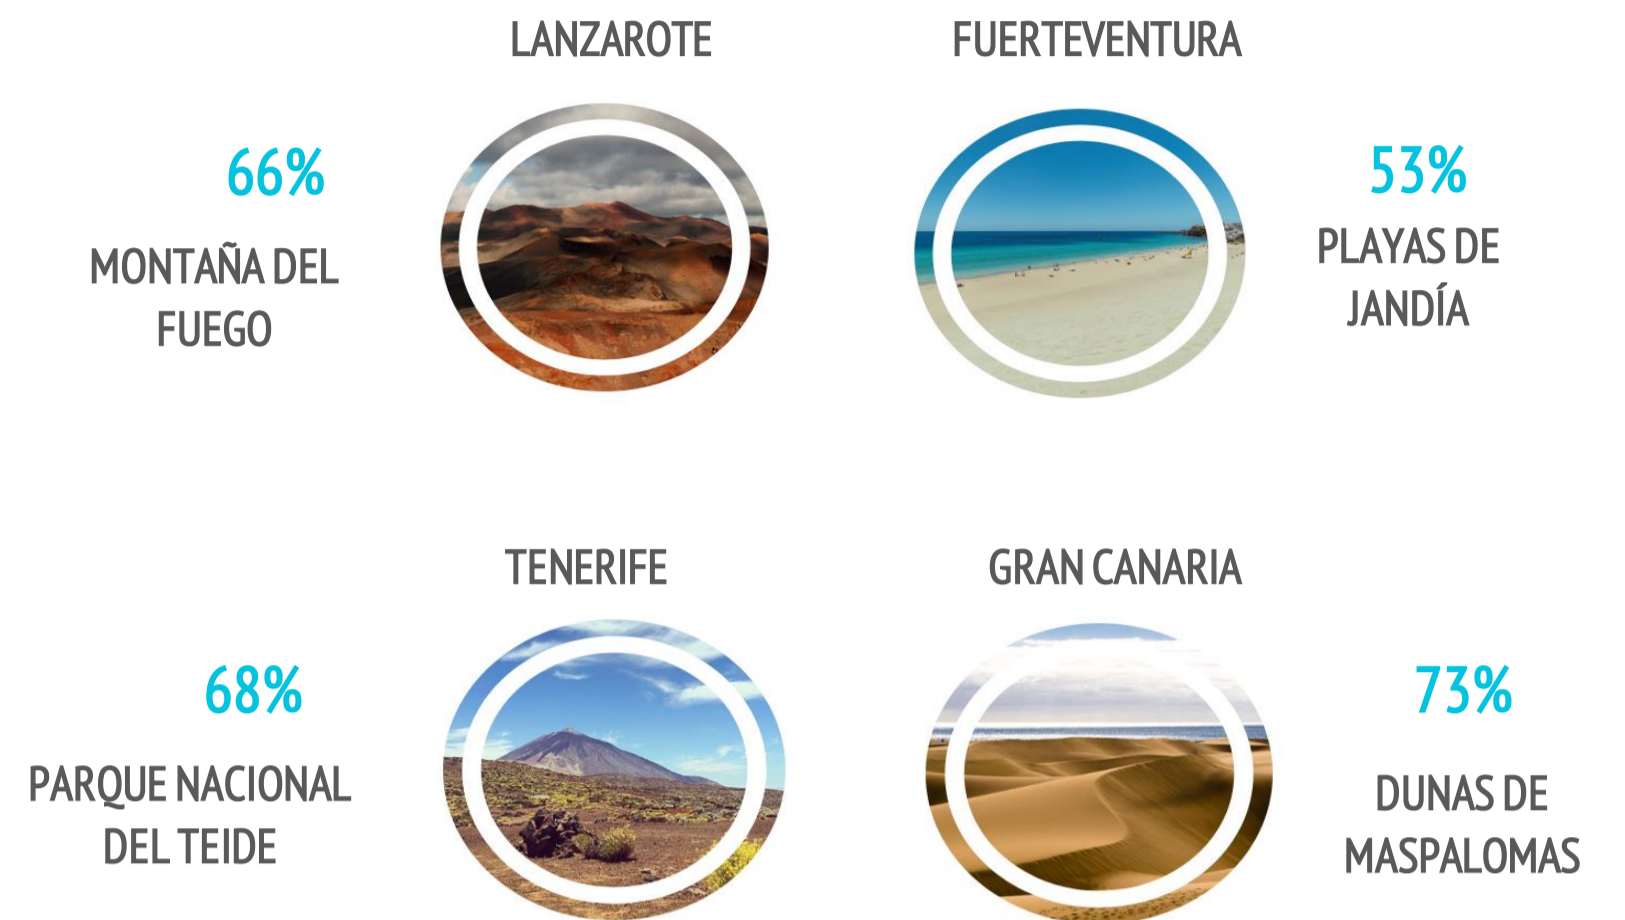 LANZAROTE
66%
MONTAÑA DEL
FUEGO
FUERTEVENTURA
53%
PLAYAS DE
JANDÍA
TENERIFE
68%
PARQUE NACIONAL
DEL TEIDE
GRAN CANARIA
73%
DUNAS DE
MASPALOMAS